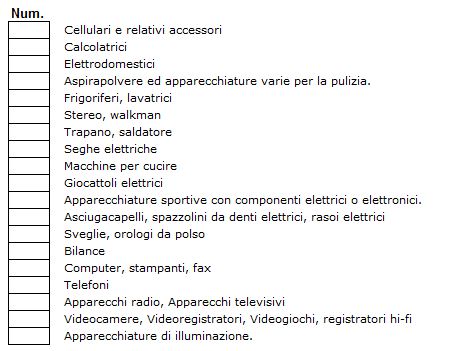 Num.
Cellulari e relativi accessori
Calcolatrici
Elettrodomestici
Aspirapolvere ed apparecchiature varie per la pulizia.
Frigoriferi, lavatrici
Stereo, walkman
Trapano, saldatore
Seghe elettriche
Macchine per cucire
Giocattoli elettrici
Apparecchiature sportive con componenti elettrici o elettronici.
Asciugacapelli, spazzolini da denti elettrici, rasoi elettrici
Sveglie, orologi da polso
Bilance
Computer, stampanti, fax
Telefoni
Apparecchi radio, Apparecchi televisivi
Videocamere, Videoregistratori, Videogiochi, registratori hi-fi
Apparecchiature di illuminazione.